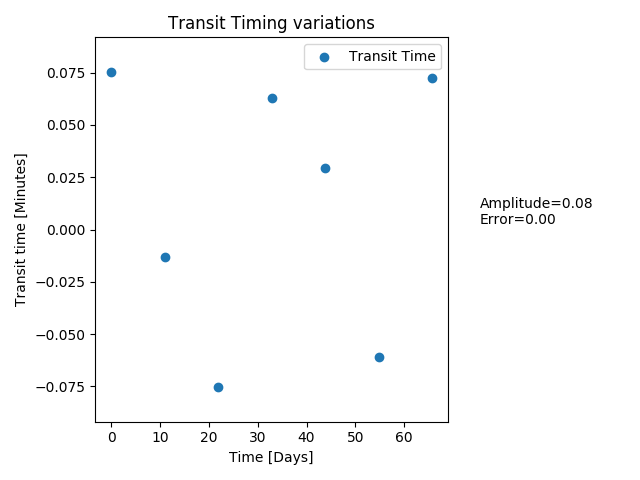 Transit Timing variations
Transit Time
0.075
0.050
0.025
0.000
−0.025
−0.050
−0.075
Transit time [Minutes]
0 10 20 30 40 50 60
Time [Days]
Amplitude=0.08
Error=0.00